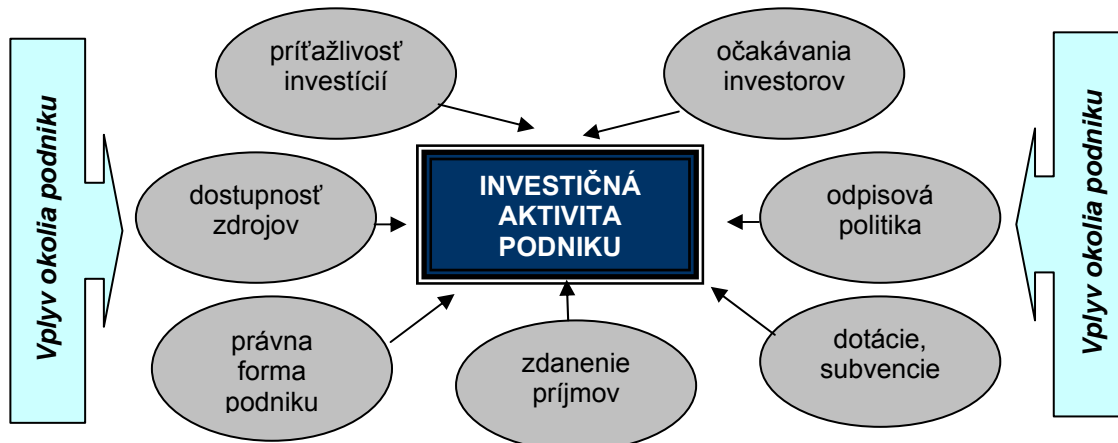 príťažlivosť
investícií
očakávania
investorov
Vplyv okolia podniku
dostupnosť
zdrojov
INVESTIČNÁ
AKTIVITA
PODNIKU
odpisová
politika
Vplyv okolia podniku
právna
forma
podniku
zdanenie
príjmov
dotácie,
subvencie